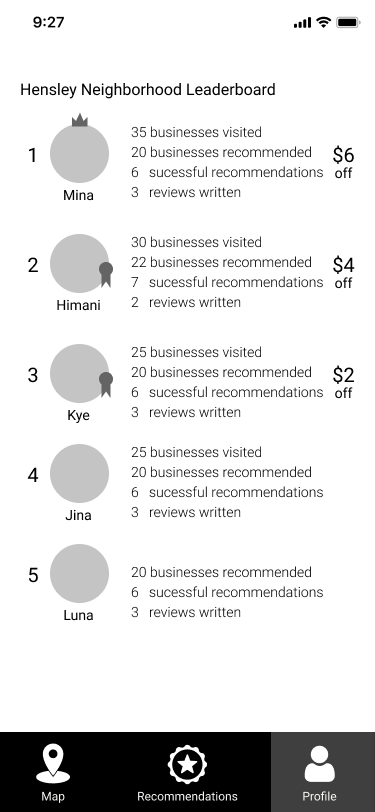 9:27
Hensley Neighborhood Leaderboard
1
Mina
35 businesses visited
20 businesses recommended
6 sucessful recommendations
3 reviews written
$6
off
2
Himani
30 businesses visited
22 businesses recommended
7 sucessful recommendations
2 reviews written
$4
off
3
Kye
25 businesses visited
20 businesses recommended
6 sucessful recommendations
3 reviews written
$2
off
4
Jina
25 businesses visited
20 businesses recommended
6 sucessful recommendations
3 reviews written
5
Luna
20 businesses recommended
6 sucessful recommendations
3 reviews written
Map
Recommendations
Profile